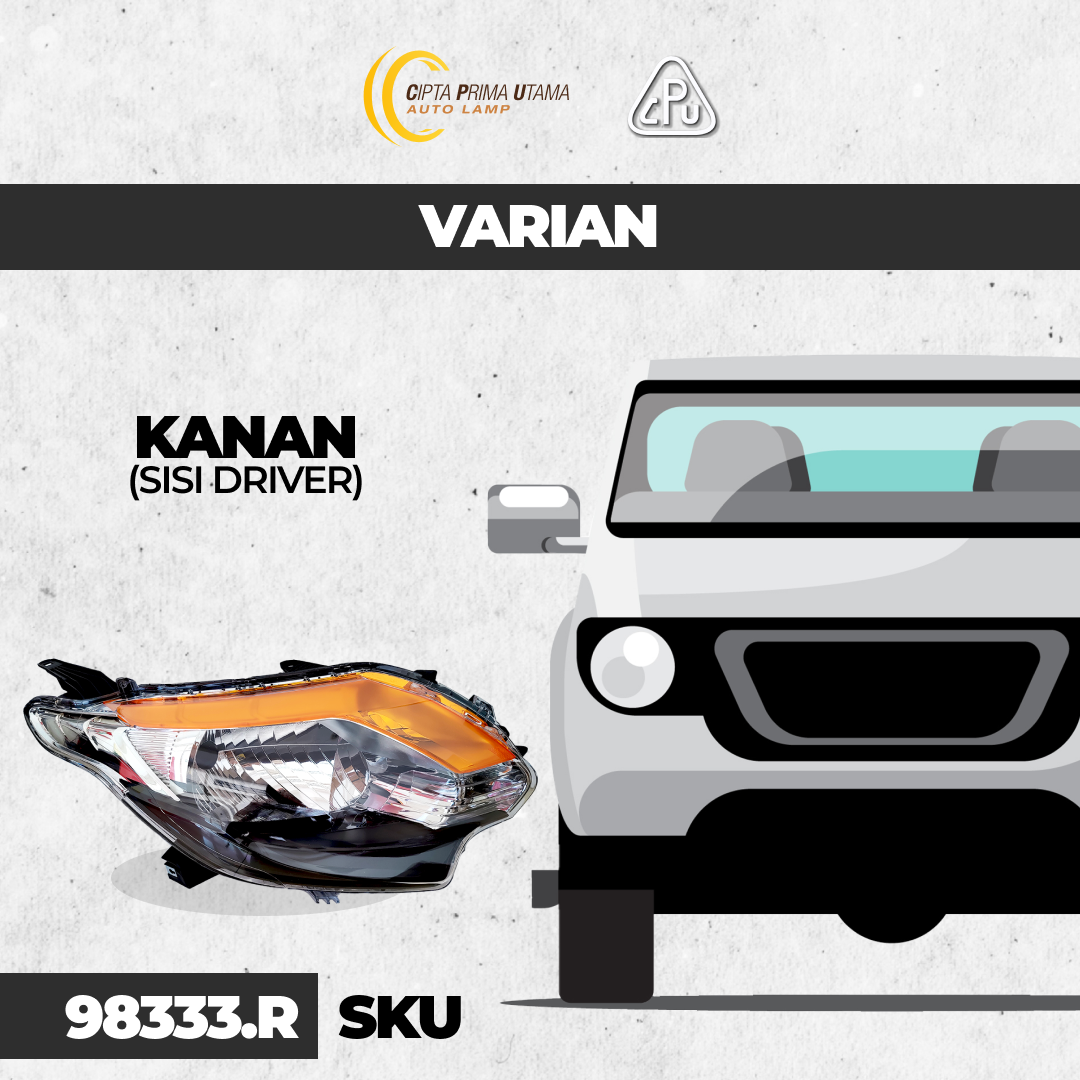 CIPTA PRIMA UTAMA
AUTO LAMP
CPU
VARIAN
KANAN
(SISI DRIVER)
98333.R SKU